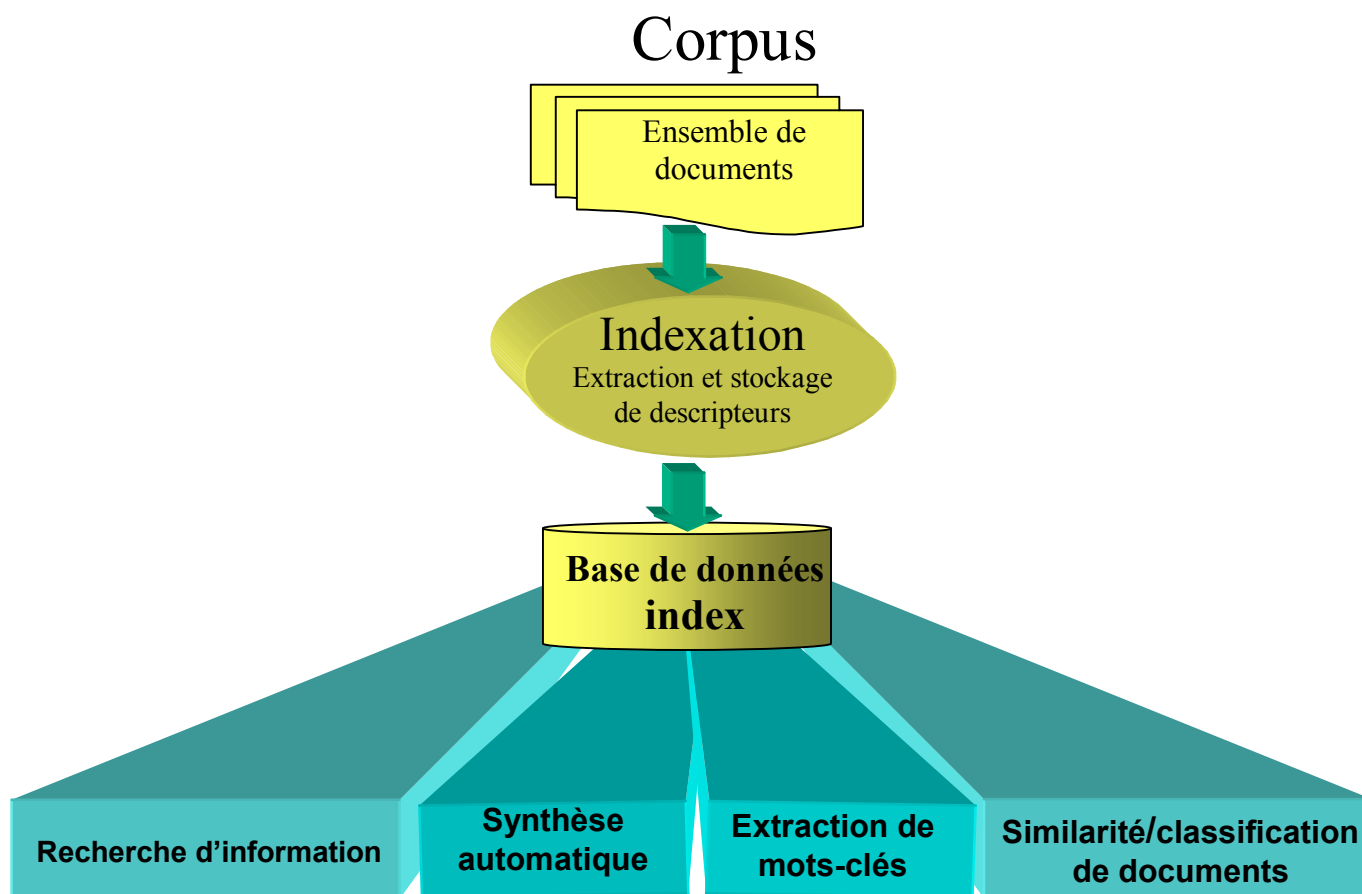 Corpus
Ensemble de
documents
Indexation
Extraction et stockage
de descripteurs
Base de données
index
Recherche d’information
Synthèse
automatique
Extraction de
mots-clés
Similarité/classification
de documents